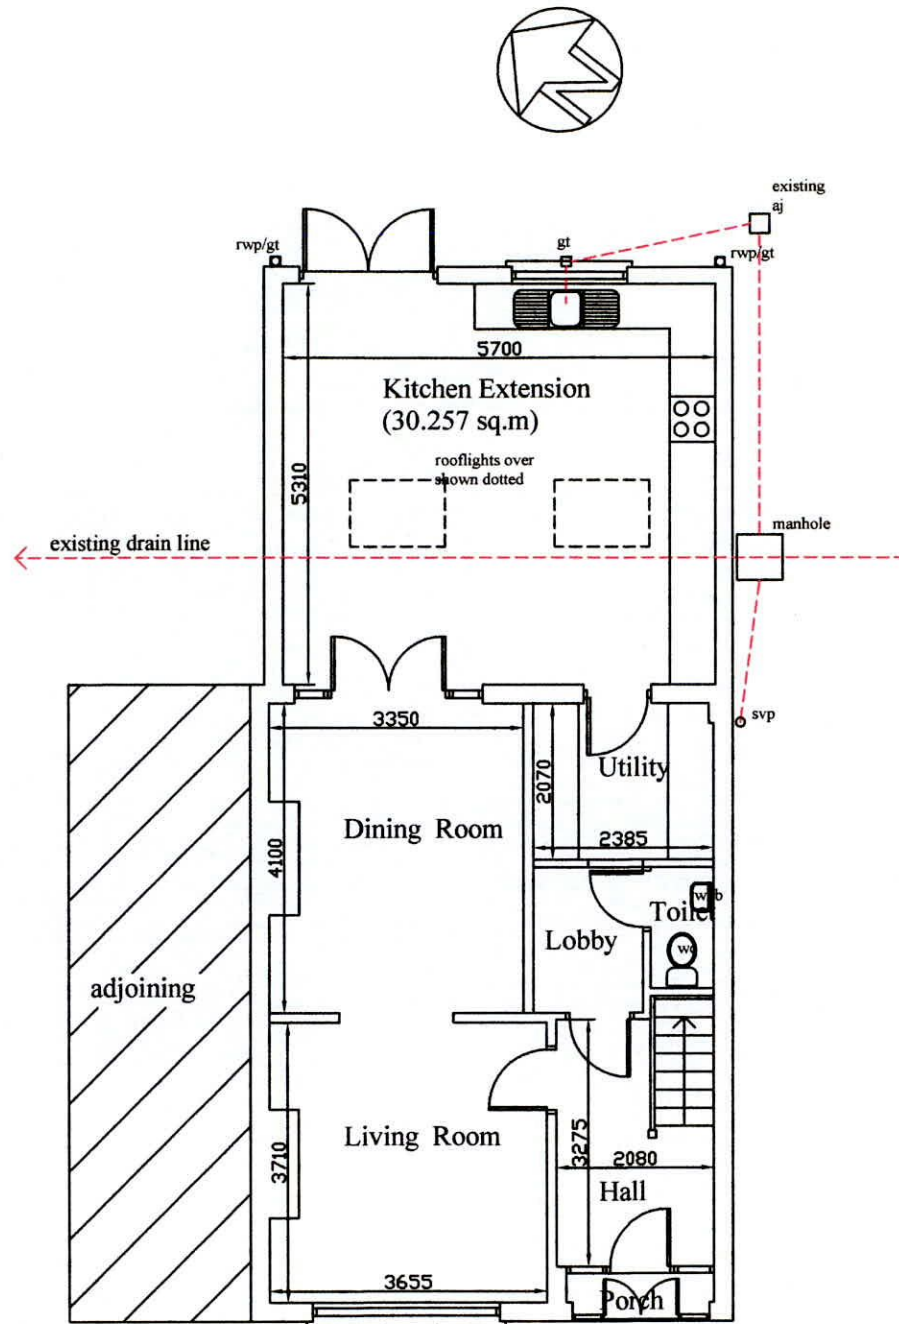 existing
aj
rwp/gt
gt
rwp/gt
5700
Kitchen Extension
(30.257 sq.m)
rooflights over
shown dotted
5310
manhole
existing drain line
svp
3350
Utility
2070
2385
Dining Room
4100
wb
Toilet
Lobby
wc
adjoining
Living Room
3710
3275
2080
Hall
3655
Porch